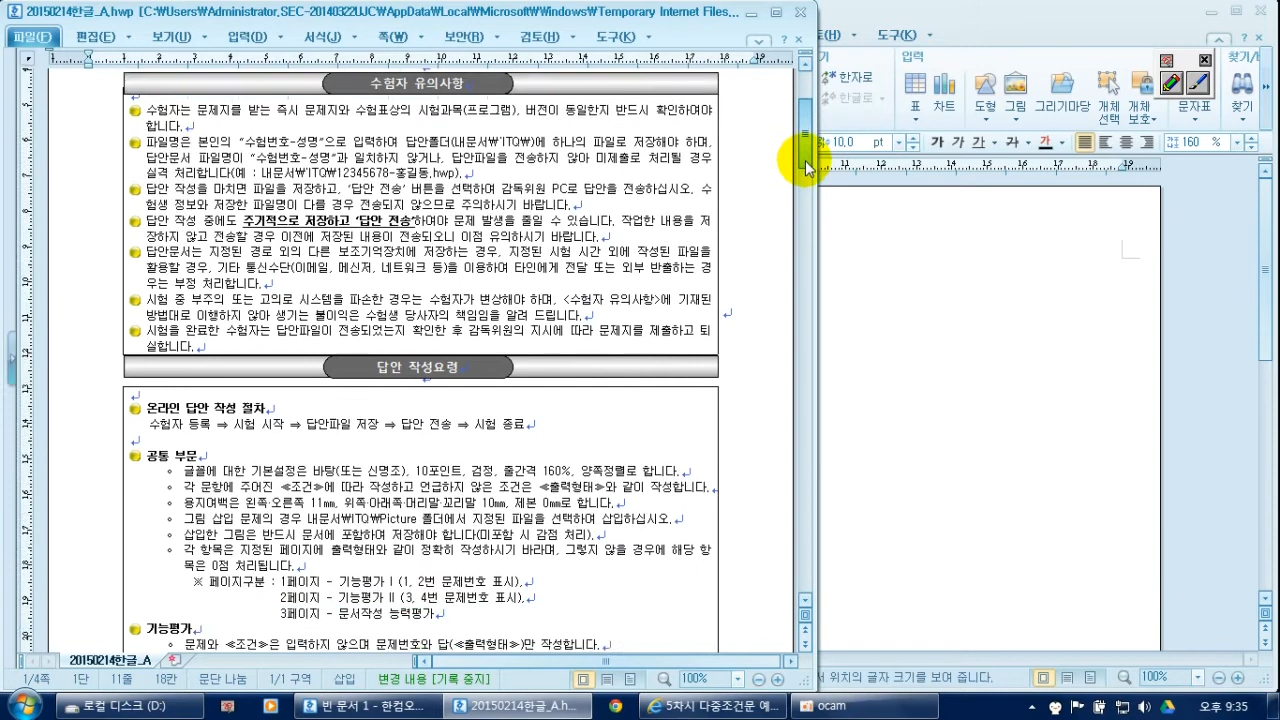 20150214한글_A.hwp [C:\Users\Administrator.SEC-20140322UJC\AppData\Local\Microsoft\Windows\Temporary Internet Files...
파일(F) 편집(E) 보기(U) 입력(D) 서식(J) 쪽(W) 보안(B) 검토(H) 도구(K)
(H) 도구(K)
입력 찾기/
한자로
한글로
표 차트 도형 그림 그리기마당 개체 선택 개체 보호 문자표 찾기
10,0 pt 가 가 가 가 가 160 %
1 2 3 4 5 6 7 8 9 10 11 12 13 14 15 16 17 18 19
11 12 13 14 15 16 17 18 19
수험자 유의사항
수험자는 문제지를 받는 즉시 문제지와 수험표상의 시험과목(프로그램), 버전이 동일한지 반드시 확인하여야
합니다.
파일명은 본인의 “수험번호-성명”으로 입력하여 답안폴더(내문서\ITQ\)에 하나의 파일로 저장해야 하며,
답안문서 파일명이 “수험번호-성명”과 일치하지 않거나, 답안파일을 전송하지 않아 미제출로 처리될 경우
실격 처리합니다(예 : 내문서\ITQ\12345678-홍길동.hwp).
답안 작성을 마치면 파일을 저장하고, ‘답안 전송’ 버튼을 선택하여 감독위원 PC로 답안을 전송하십시오. 수
험생 정보와 저장한 파일명이 다를 경우 전송되지 않으므로 주의하시기 바랍니다.
답안 작성 중에도 주기적으로 저장하고 ‘답안 전송’하여야 문제 발생을 줄일 수 있습니다. 작업한 내용을 저
장하지 않고 전송할 경우 이전에 저장된 내용이 전송되오니 이점 유의하시기 바랍니다.
답안문서는 지정된 경로 외의 다른 보조기억장치에 저장하는 경우, 지정된 시험 시간 외에 작성된 파일을
활용할 경우, 기타 통신수단(이메일, 메신저, 네트워크 등)을 이용하여 타인에게 전달 또는 외부 반출하는 경
우는 부정 처리합니다.
시험 중 부주의 또는 고의로 시스템을 파손한 경우는 수험자가 변상해야 하며, <수험자 유의사항>에 기재된
방법대로 이행하지 않아 생기는 불이익은 수험생 당사자의 책임임을 알려 드립니다.
시험을 완료한 수험자는 답안파일이 전송되었는지 확인한 후 감독위원의 지시에 따라 문제지를 제출하고 퇴
실합니다.
답안 작성요령
온라인 답안 작성 절차
수험자 등록 ⇒ 시험 시작 ⇒ 답안파일 저장 ⇒ 답안 전송 ⇒ 시험 종료
공통 부문
◦ 글꼴에 대한 기본설정은 바탕(또는 신명조), 10포인트, 검정, 줄간격 160%, 양쪽정렬로 합니다.
◦ 각 문항에 주어진 ≪조건≫에 따라 작성하고 언급하지 않은 조건은 ≪출력형태≫와 같이 작성합니다.
◦ 용지여백은 왼쪽·오른쪽 11mm, 위쪽·아래쪽·머리말·꼬리말 10mm, 제본 0mm로 합니다.
◦ 그림 삽입 문제의 경우 내문서\ITQ\Picture 폴더에서 지정된 파일을 선택하여 삽입하십시오.
◦ 삽입한 그림은 반드시 문서에 포함하여 저장해야 합니다(미포함 시 감점 처리).
◦ 각 항목은 지정된 페이지에 출력형태와 같이 정확히 작성하시기 바라며, 그렇지 않을 경우에 해당 항
목은 0점 처리됩니다.
※ 페이지구분 : 1페이지 - 기능평가 I (1, 2번 문제번호 표시),
2페이지 - 기능평가 II (3, 4번 문제번호 표시),
3페이지 - 문서작성 능력평가
기능평가
◦ 문제와 ≪조건≫은 입력하지 않으며 문제번호와 답(≪출력형태≫)만 작성합니다.
20150214한글_A
1/4쪽 1단 11줄 18칸 문단 나눔 1/1 구역 삽입 변경 내용 [기록 중지] 100%
서 위치의 글자 크기를 보여 줍니다. 100%
로컬 디스크 (D:) 빈 문서 1 - 한컴오... 20150214한글_A.h... 5차시 다중조건문 예... ocam 오후 9:35